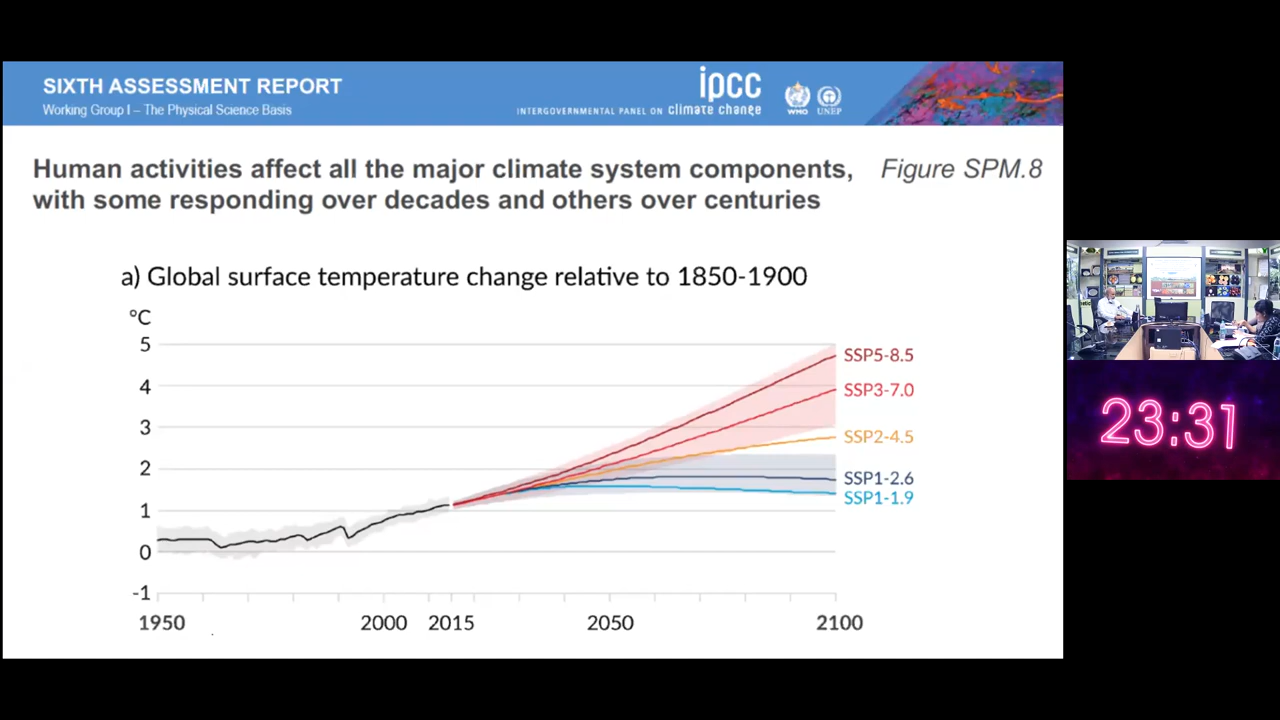 SIXTH ASSESSMENT REPORT
Working Group I – The Physical Science Basis
ipcc
INTERGOVERNMENTAL PANEL ON climate change
WMO
UNEP
Human activities affect all the major climate system components,
with some responding over decades and others over centuries
Figure SPM.8
a) Global surface temperature change relative to 1850-1900
°C
5
4
3
2
1
0
-1
SSP5-8.5
SSP3-7.0
SSP2-4.5
SSP1-2.6
SSP1-1.9
1950
2000
2015
2050
2100
23:31